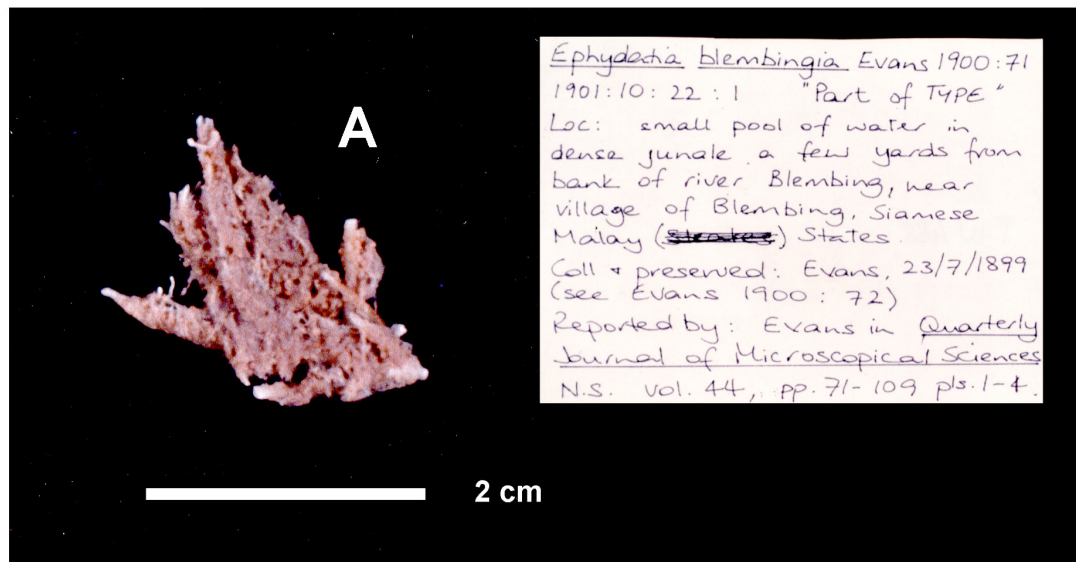 A
2 cm
Ephydatia blembingia Evans 1900:71
1901:10:22:1 "Part of TYPE"
Loc: small pool of water in
dense jungle a few yards from
bank of river Blembing, near
village of Blembing, Siamese
Malay () States.
Coll & preserved: Evans, 23/7/1899
(see Evans 1900 : 72)
Reported by: Evans in Quarterly
Journal of Microscopical Sciences
N.S. vol. 44, pp. 71-109 pls. 1-4.